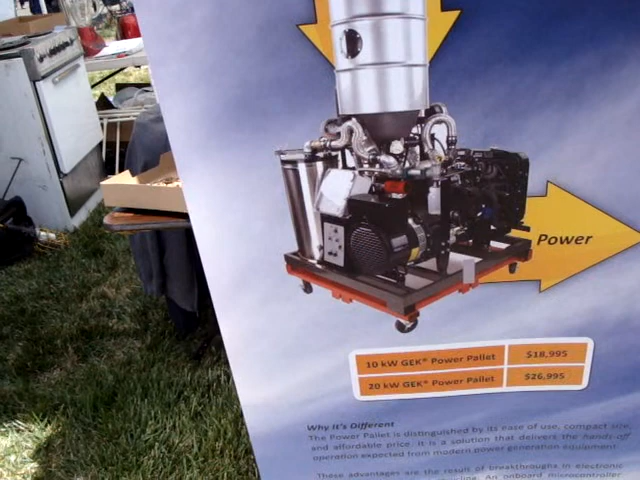 Power
10 kW GEK® Power Pallet $18,995
20 kW GEK® Power Pallet $26,995
Why It's Different
The Power Pallet is distinguished by its ease of use, compact size,
and affordable price. It is a solution that delivers the hands-off
operation expected from modern power generation equipment.
These advantages are the result of breakthroughs in electronic
An onboard microcontroller